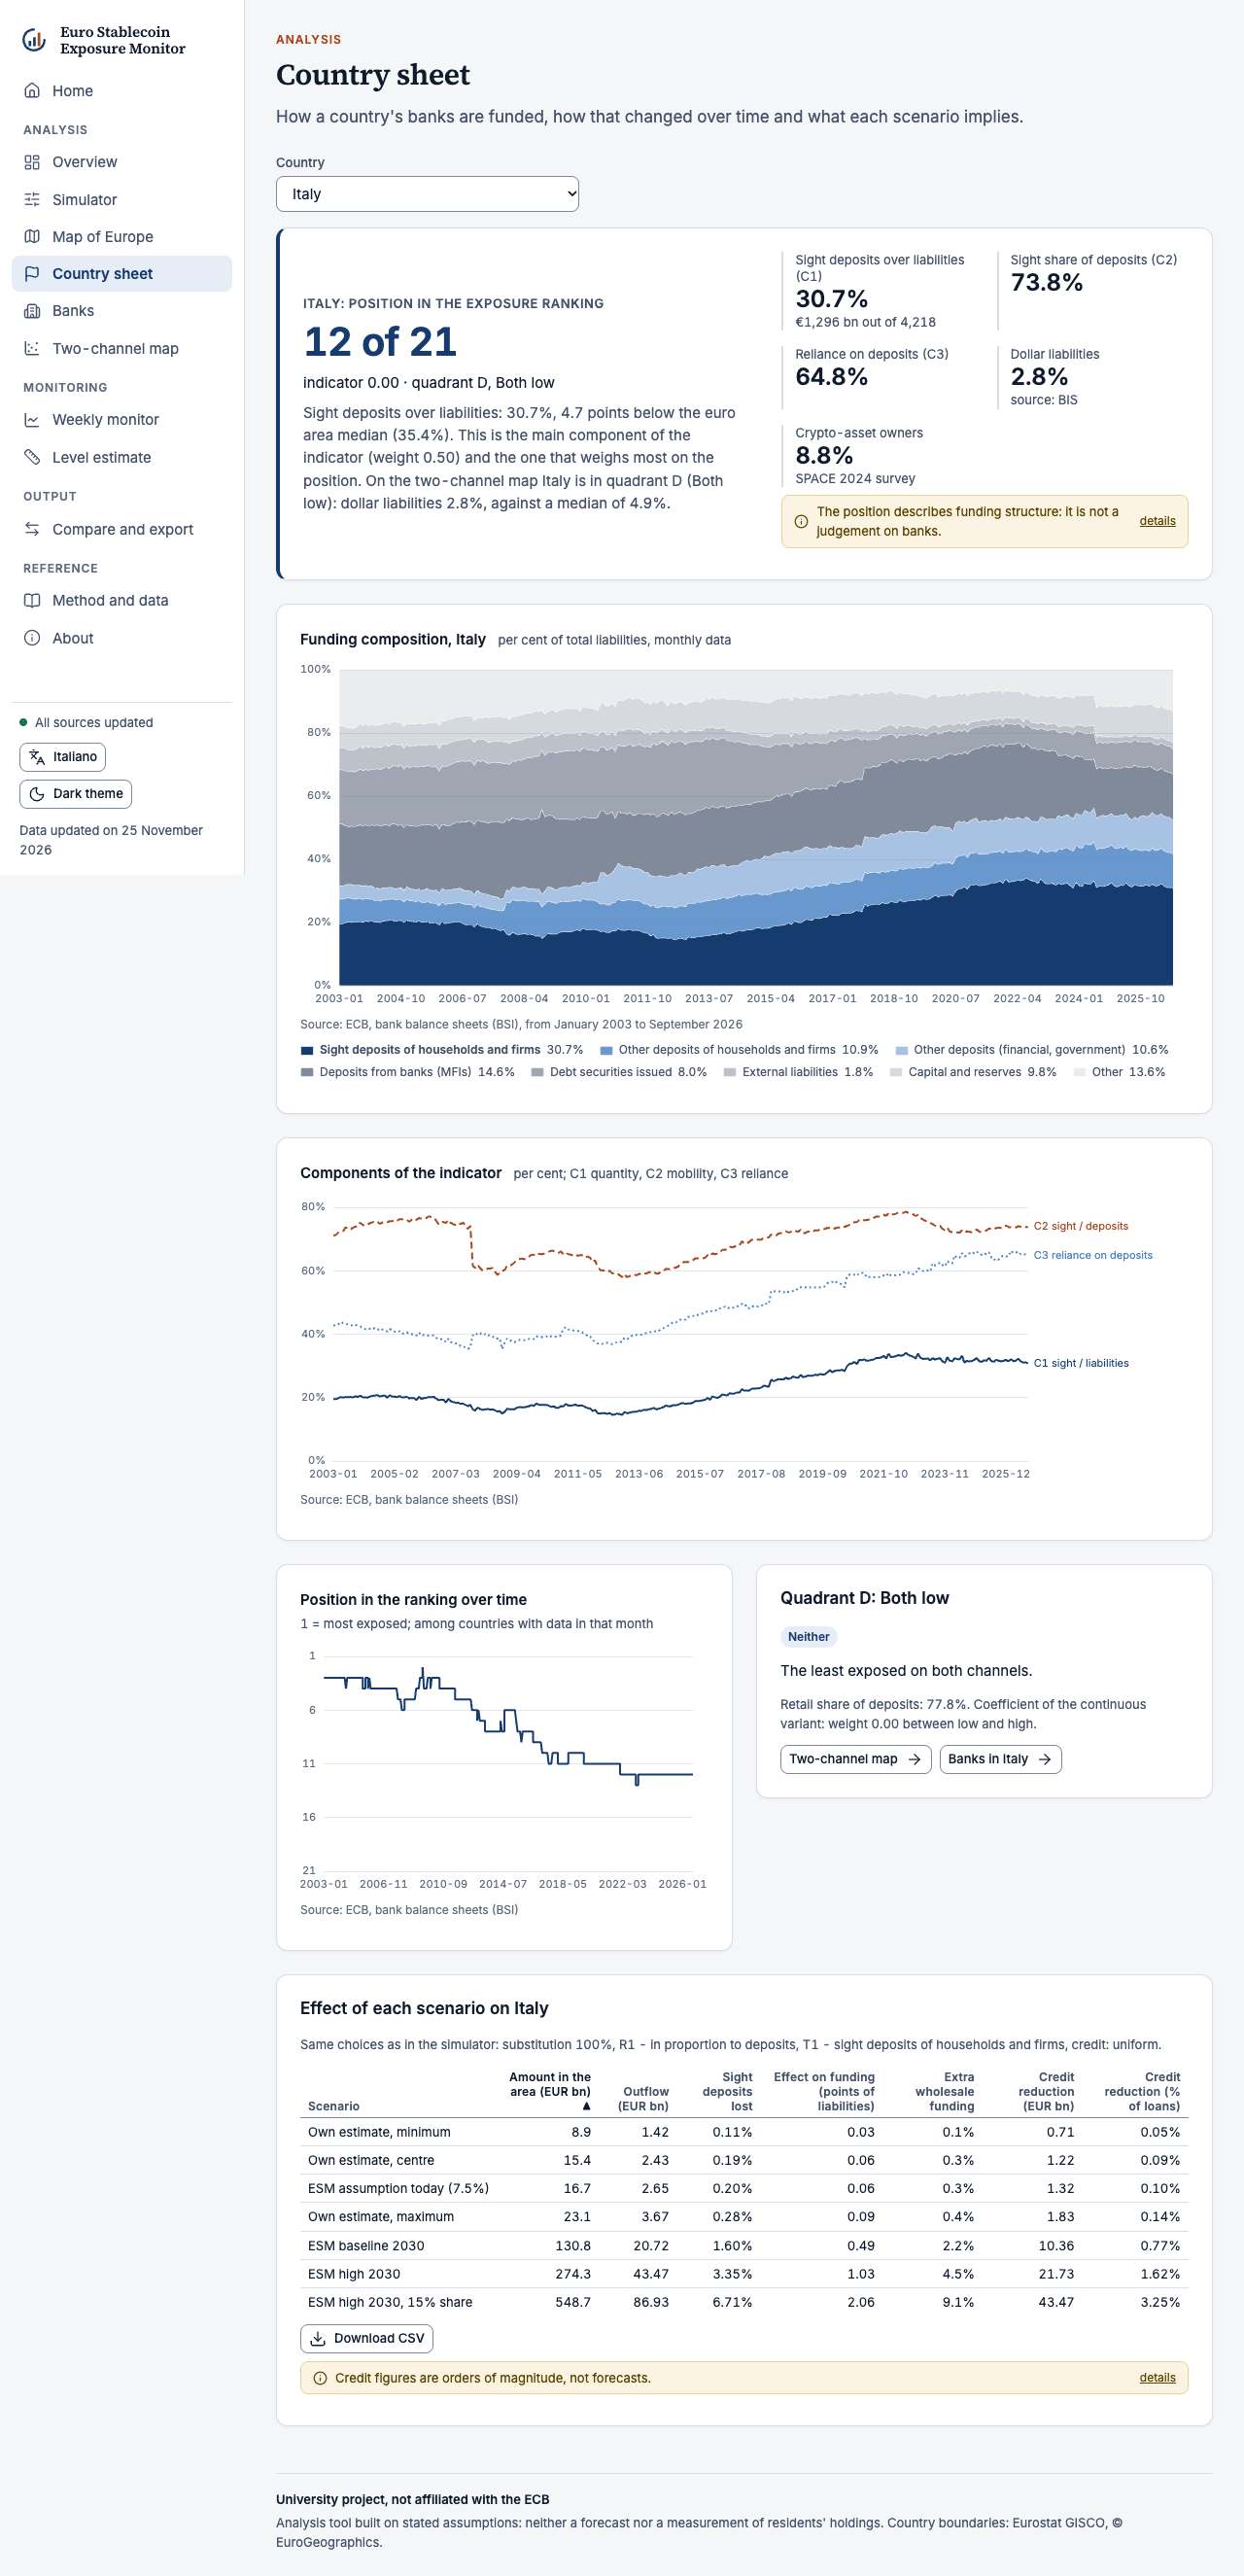 Euro Stablecoin
Exposure Monitor
Home
ANALYSIS
Overview
Simulator
Map of Europe
Country sheet
Banks
Two-channel map
MONITORING
Weekly monitor
Level estimate
OUTPUT
Compare and export
REFERENCE
Method and data
About
All sources updated
Italiano
Dark theme
Data updated on 25 November
2026
ANALYSIS
Country sheet
How a country's banks are funded, how that changed over time and what each scenario implies.
Country
Italy
ITALY: POSITION IN THE EXPOSURE RANKING
12 of 21
indicator 0.00 · quadrant D, Both low
Sight deposits over liabilities: 30.7%, 4.7 points below the euro
area median (35.4%). This is the main component of the
indicator (weight 0.50) and the one that weighs most on the
position. On the two-channel map Italy is in quadrant D (Both
low): dollar liabilities 2.8%, against a median of 4.9%.
Sight deposits over liabilities
(C1)
30.7%
€1,296 bn out of 4,218
Sight share of deposits (C2)
73.8%
Reliance on deposits (C3)
64.8%
Dollar liabilities
2.8%
source: BIS
Crypto-asset owners
8.8%
SPACE 2024 survey
The position describes funding structure: it is not a
judgement on banks.
details
Funding composition, Italy per cent of total liabilities, monthly data
100%
80%
60%
40%
20%
0%
2003-01 2004-10 2006-07 2008-04 2010-01 2011-10 2013-07 2015-04 2017-01 2018-10 2020-07 2022-04 2024-01 2025-10
Source: ECB, bank balance sheets (BSI), from January 2003 to September 2026
Sight deposits of households and firms 30.7% Other deposits of households and firms 10.9% Other deposits (financial, government) 10.6%
Deposits from banks (MFIs) 14.6% Debt securities issued 8.0% External liabilities 1.8% Capital and reserves 9.8% Other 13.6%
Components of the indicator per cent; C1 quantity, C2 mobility, C3 reliance
80%
60%
40%
20%
0%
C2 sight / deposits
C3 reliance on deposits
C1 sight / liabilities
2003-01 2005-02 2007-03 2009-04 2011-05 2013-06 2015-07 2017-08 2019-09 2021-10 2023-11 2025-12
Source: ECB, bank balance sheets (BSI)
Position in the ranking over time
1 = most exposed; among countries with data in that month
1
6
11
16
21
2003-01 2006-11 2010-09 2014-07 2018-05 2022-03 2026-01
Source: ECB, bank balance sheets (BSI)
Quadrant D: Both low
Neither
The least exposed on both channels.
Retail share of deposits: 77.8%. Coefficient of the continuous
variant: weight 0.00 between low and high.
Two-channel map
Banks in Italy
Effect of each scenario on Italy
Same choices as in the simulator: substitution 100%, R1 - in proportion to deposits, T1 - sight deposits of households and firms, credit: uniform.
Scenario Amount in the area (EUR bn) ▲ Outflow (EUR bn) Sight deposits lost Effect on funding (points of liabilities) Extra wholesale funding Credit reduction (EUR bn) Credit reduction (% of loans)
Own estimate, minimum 8.9 1.42 0.11% 0.03 0.1% 0.71 0.05%
Own estimate, centre 15.4 2.43 0.19% 0.06 0.3% 1.22 0.09%
ESM assumption today (7.5%) 16.7 2.65 0.20% 0.06 0.3% 1.32 0.10%
Own estimate, maximum 23.1 3.67 0.28% 0.09 0.4% 1.83 0.14%
ESM baseline 2030 130.8 20.72 1.60% 0.49 2.2% 10.36 0.77%
ESM high 2030 274.3 43.47 3.35% 1.03 4.5% 21.73 1.62%
ESM high 2030, 15% share 548.7 86.93 6.71% 2.06 9.1% 43.47 3.25%
Download CSV
Credit figures are orders of magnitude, not forecasts.
details
University project, not affiliated with the ECB
Analysis tool built on stated assumptions: neither a forecast nor a measurement of residents' holdings. Country boundaries: Eurostat GISCO, ©
EuroGeographics.